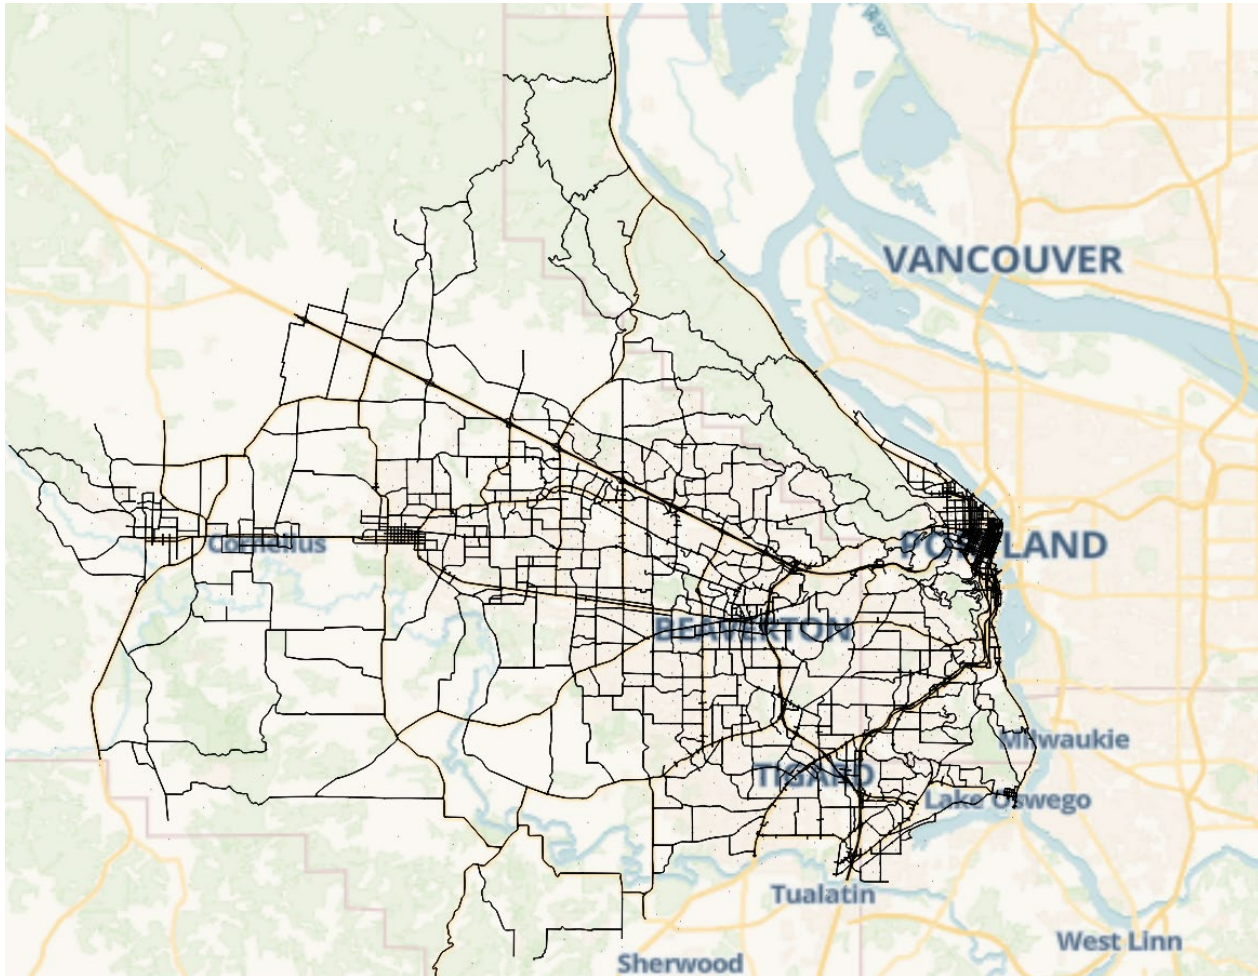 VANCOUVER
PORTLAND
Cornelius
BEAVERTON
Milwaukie
TIGARD
Lake Oswego
Tualatin
West Linn
Sherwood